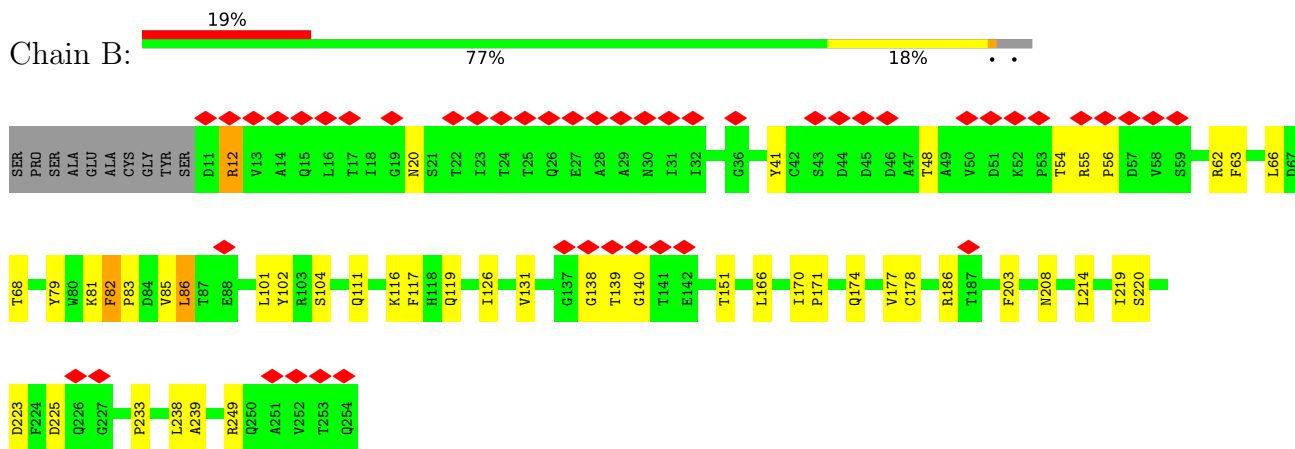 19%
Chain B:
77% 18% • •
SER PRO SER ALA GLU ALA CYS GLY TYR SER D11 R12 V13 A14 Q15 L16 T17 I18 G19 N20 S21 T22 I23 T24 T25 Q26 E27 A28 A29 N30 I31 I32 G36 Y41 C42 S43 D44 D45 D46 A47 T48 A49 V50 D51 K52 P53 T54 R55 P56 D57 V58 S59 R62 F63 L66 D67
T68 Y79 W80 K81 F82 P83 D84 V85 L86 T87 E88 L101 Y102 R103 S104 Q111 K116 F117 H118 Q119 I126 V131 G137 G138 T139 G140 T141 E142 T151 L166 I170 P171 Q174 V177 C178 R186 T187 F203 N208 L214 I219 S220
D223 F224 D225 Q226 G227 P233 L238 A239 R249 Q250 A251 V252 T253 Q254